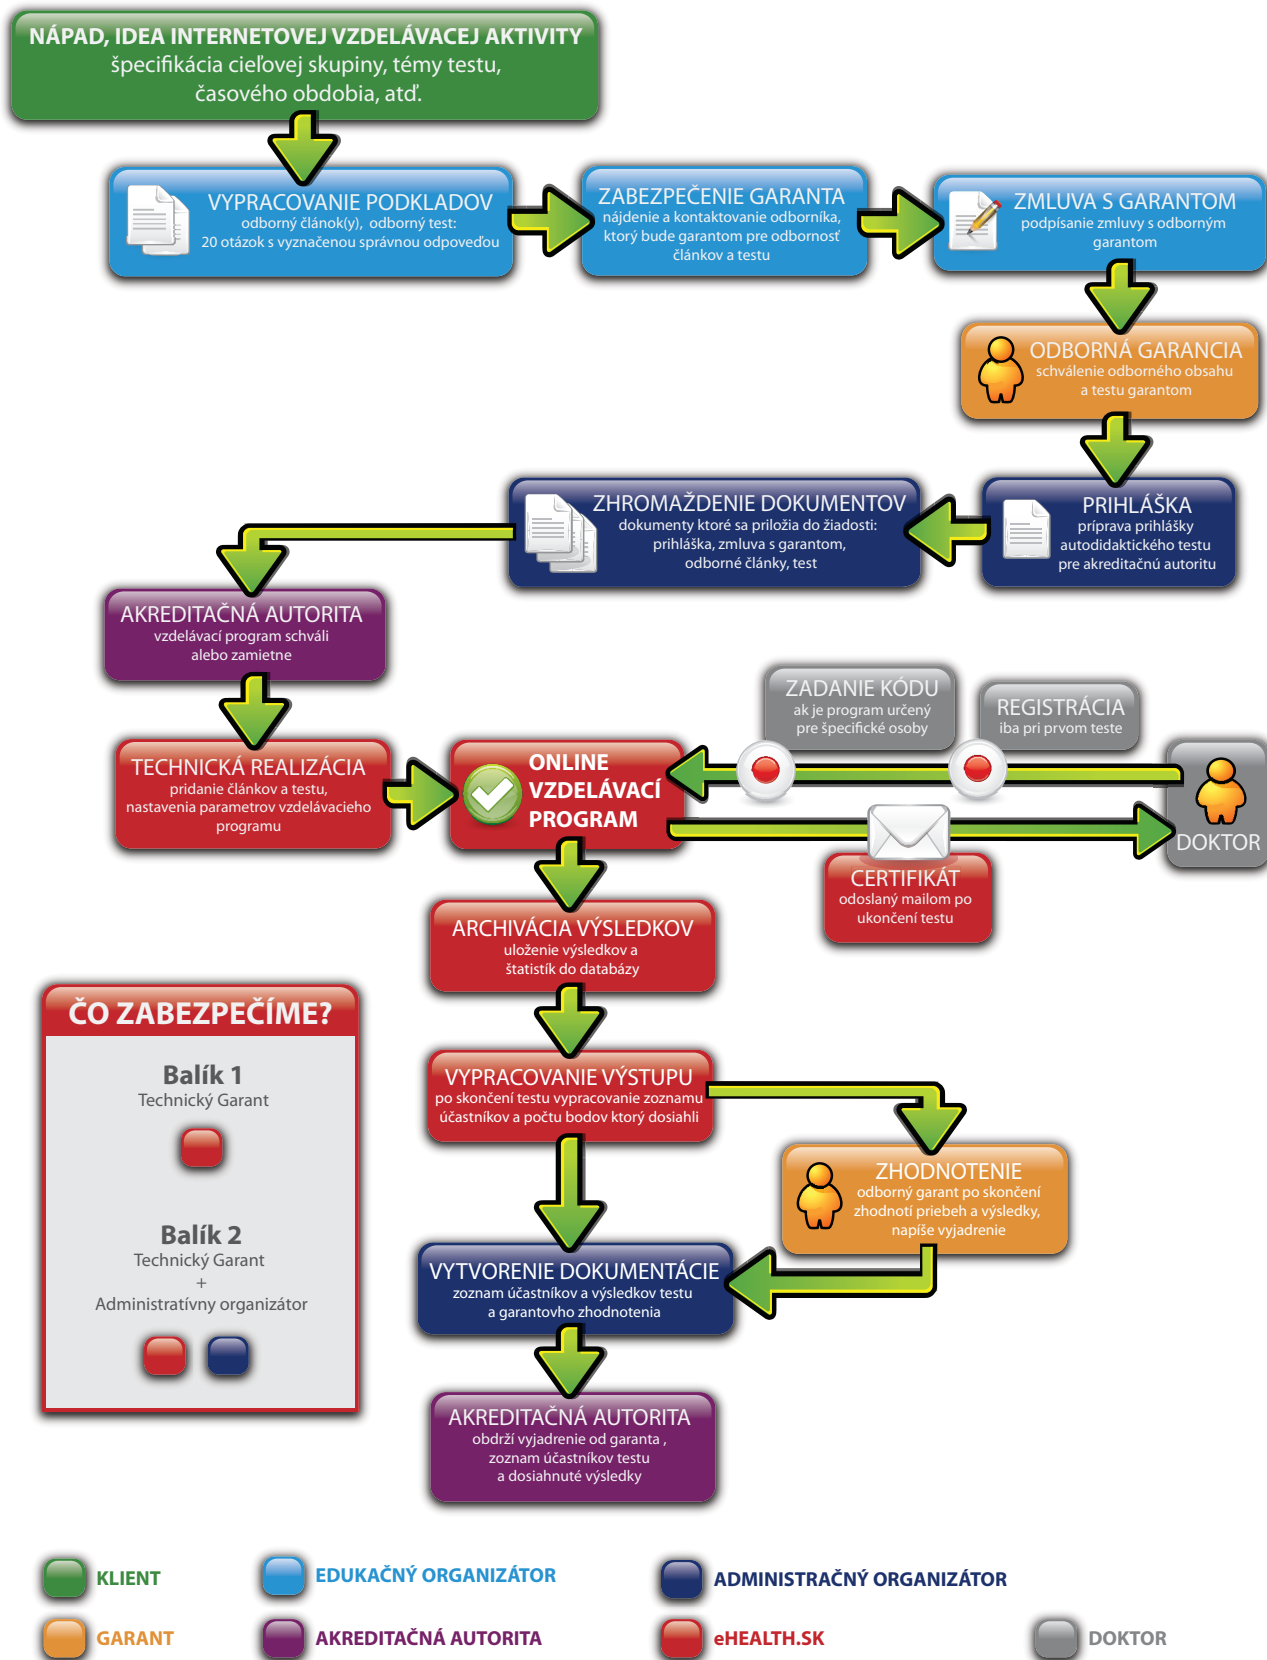 NÁPAD, IDEA INTERNETOVEJ VZDELÁVACEJ AKTIVITY
špecifikácia cieľovej skupiny, témy testu,
časového obdobia, atď.
VYPRACOVANIE PODKLADOV
odborný článok(y), odborný test:
20 otázok s vyznačenou správnou odpoveďou
ZABEZPEČENIE GARANTA
nájdenie a kontaktovanie odborníka,
ktorý bude garantom pre odbornosť
článkov a testu
ZMLUVA S GARANTOM
podpísanie zmluvy s odborným
garantom
ODBORNÁ GARANCIA
schválenie odborného obsahu
a testu garantom
PRIHLÁŠKA
príprava prihlášky
autodidaktického testu
pre akreditačnú autoritu
ZHROMAŽDENIE DOKUMENTOV
dokumenty ktoré sa priložia do žiadosti:
prihláška, zmluva s garantom,
odborné články, test
AKREDITAČNÁ AUTORITA
vzdelávací program schváli
alebo zamietne
TECHNICKÁ REALIZÁCIA
pridanie článkov a testu,
nastavenia parametrov vzdelávacieho
programu
ONLINE
VZDELÁVACÍ
PROGRAM
ZADANIE KÓDU
ak je program určený
pre špecifické osoby
REGISTRÁCIA
iba pri prvom teste
DOKTOR
CERTIFIKÁT
odoslaný mailom po
ukončení testu
ARCHIVÁCIA VÝSLEDKOV
uloženie výsledkov a
štatistík do databázy
VYPRACOVANIE VÝSTUPU
po skončení testu vypracovanie zoznamu
účastníkov a počtu bodov ktorý dosiahli
ZHODNOTENIE
odborný garant po skončení
zhodnotí priebeh a výsledky,
napíše vyjadrenie
VYTVORENIE DOKUMENTÁCIE
zoznam účastníkov a výsledkov testu
a garantovho zhodnotenia
AKREDITAČNÁ AUTORITA
obdrží vyjadrenie od garanta ,
zoznam účastníkov testu
a dosiahnuté výsledky
ČO ZABEZPEČÍME?
Balík 1
Technický Garant
Balík 2
Technický Garant
+
Administratívny organizátor
KLIENT
EDUKAČNÝ ORGANIZÁTOR
ADMINISTRAČNÝ ORGANIZÁTOR
GARANT
AKREDITAČNÁ AUTORITA
eHEALTH.SK
DOKTOR